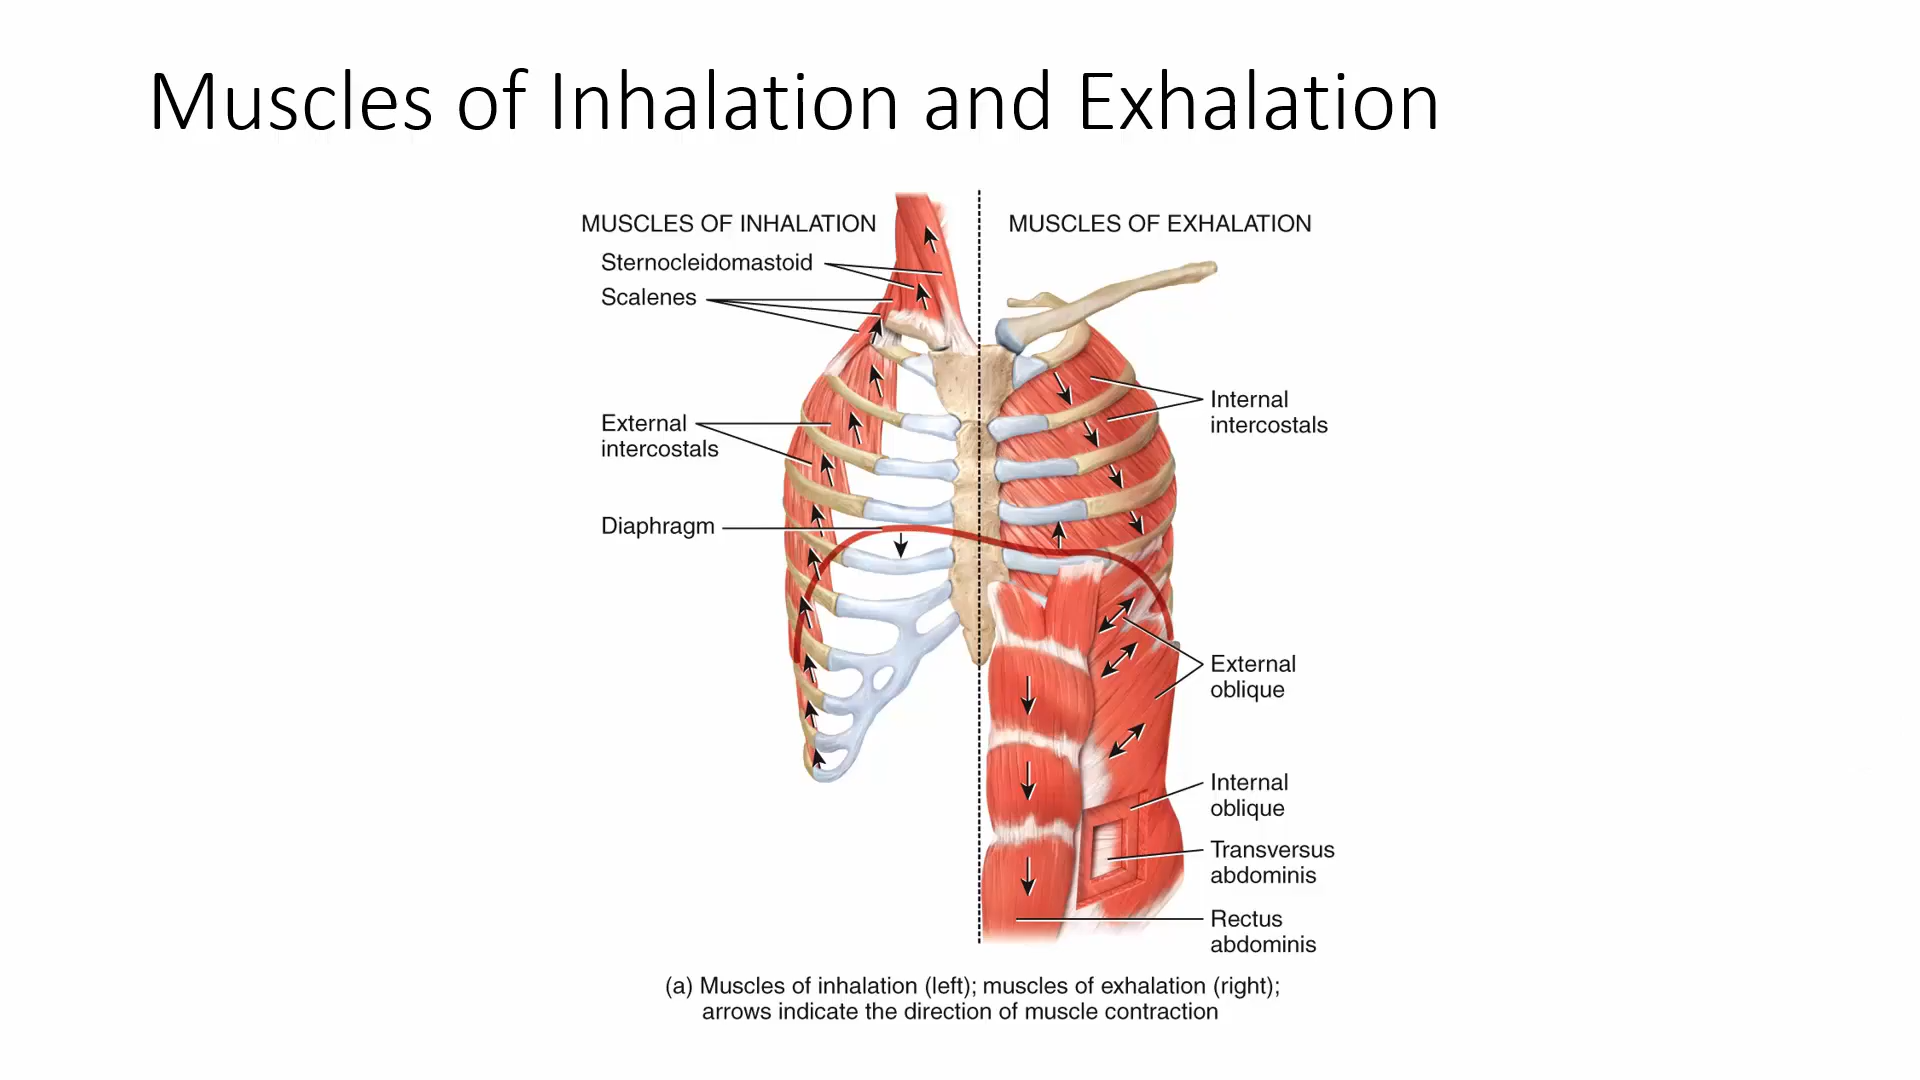 Muscles of Inhalation and Exhalation
MUSCLES OF INHALATION
Sternocleidomastoid
Scalenes
External
intercostals
Diaphragm
MUSCLES OF EXHALATION
Internal
intercostals
External
oblique
Internal
oblique
Transversus
abdominis
Rectus
abdominis
(a) Muscles of inhalation (left); muscles of exhalation (right);
arrows indicate the direction of muscle contraction